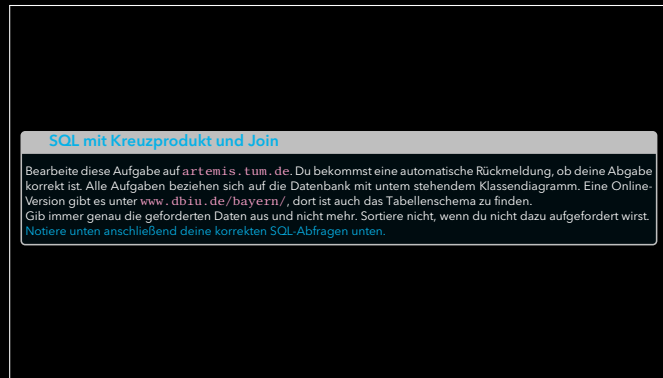 SQL mit Kreuzprodukt und Join
Bearbeite diese Aufgabe auf artemis.tum.de. Du bekommst eine automatische Rückmeldung, ob deine Abgabe
korrekt ist. Alle Aufgaben beziehen sich auf die Datenbank mit untem stehendem Klassendiagramm. Eine Online-
Version gibt es unter www.dbiu.de/bayern/, dort ist auch das Tabellenschema zu finden.
Gib immer genau die geforderten Daten aus und nicht mehr. Sortiere nicht, wenn du nicht dazu aufgefordert wirst.
Notiere unten anschließend deine korrekten SQL-Abfragen unten.